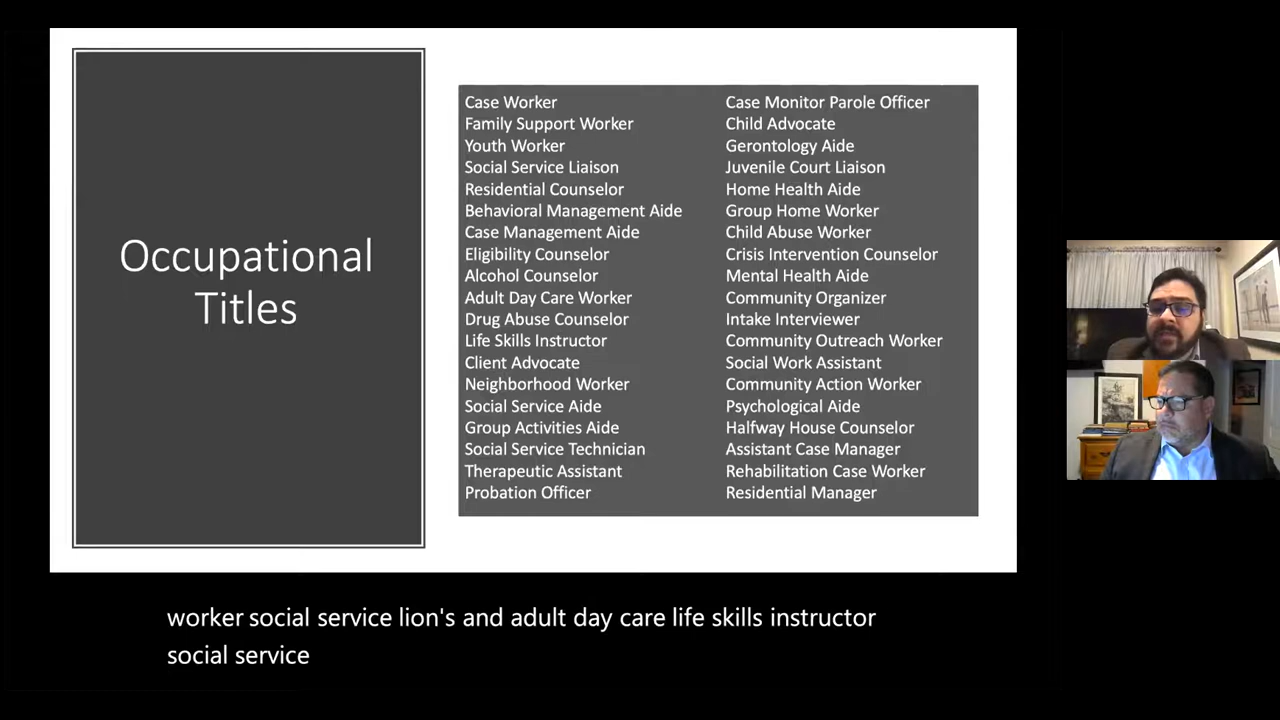 Occupational
Titles
Case Worker
Family Support Worker
Youth Worker
Social Service Liaison
Residential Counselor
Behavioral Management Aide
Case Management Aide
Eligibility Counselor
Alcohol Counselor
Adult Day Care Worker
Drug Abuse Counselor
Life Skills Instructor
Client Advocate
Neighborhood Worker
Social Service Aide
Group Activities Aide
Social Service Technician
Therapeutic Assistant
Probation Officer
Case Monitor Parole Officer
Child Advocate
Gerontology Aide
Juvenile Court Liaison
Home Health Aide
Group Home Worker
Child Abuse Worker
Crisis Intervention Counselor
Mental Health Aide
Community Organizer
Intake Interviewer
Community Outreach Worker
Social Work Assistant
Community Action Worker
Psychological Aide
Halfway House Counselor
Assistant Case Manager
Rehabilitation Case Worker
Residential Manager
worker social service lion's and adult day care life skills instructor
social service